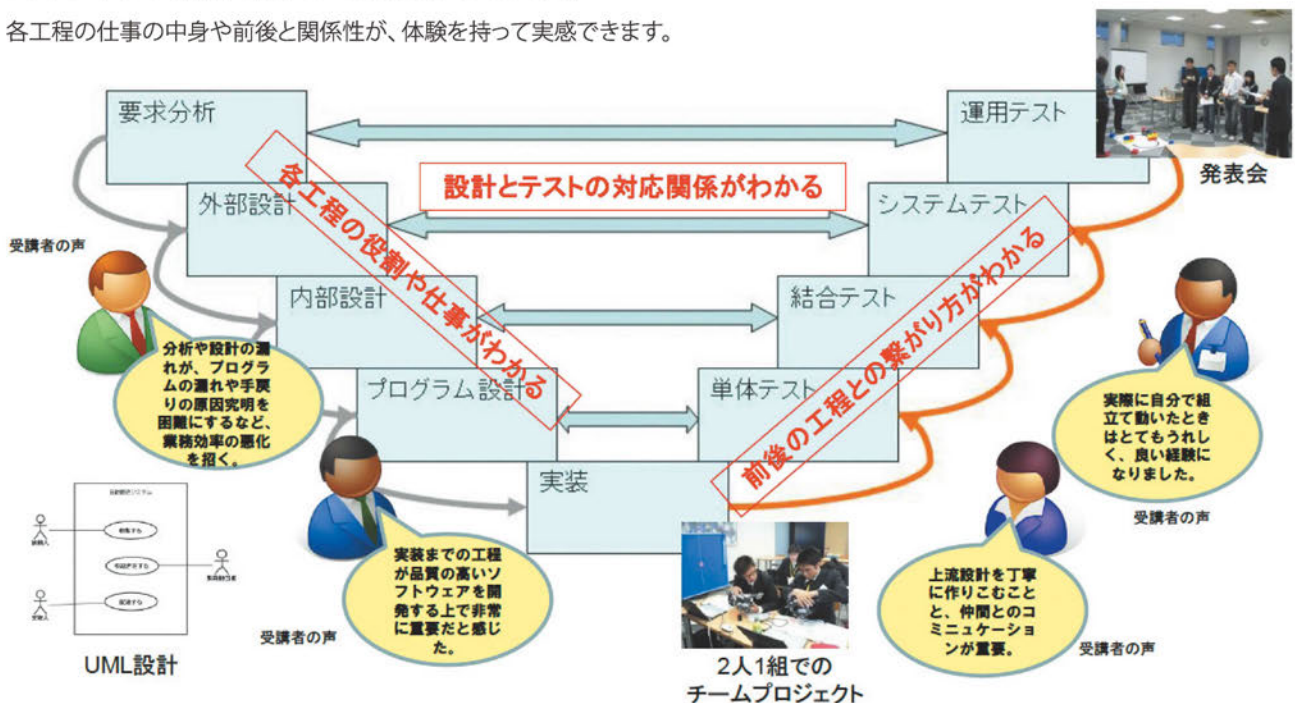 各工程の仕事の中身や前後と関係性が、体験を持って実感できます。
要求分析
運用テスト
発表会
外部設計
設計とテストの対応関係がわかる
システムテスト
各工程の役割や仕事がわかる
前後の工程との繋がり方がわかる
受講者の声
内部設計
結合テスト
分析や設計の漏
れが、プログラ
ムの漏れや手戻
りの原因究明を
困難にするなど、
業務効率の悪化
を招く。
プログラム設計
単体テスト
実際に自分で組
立て動いたとき
はとてもうれし
く、良い経験に
なりました。
受講者の声
実装
実装までの工程
が品質の高いソ
フトウェアを開
発する上で非常
に重要だと感じ
た。
受講者の声
上流設計を丁寧
に作りこむこと
と、仲間とのコ
ミニュケーショ
ンが重要。
受講者の声
UML設計
2人1組での
チームプロジェクト